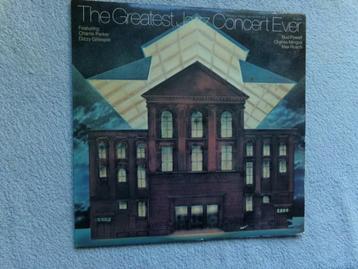 The Greatest Jazz Concert Ever
Featuring
Charlie Parker
Dizzy Gillespie
Bud Powell
Charles Mingus
Max Roach